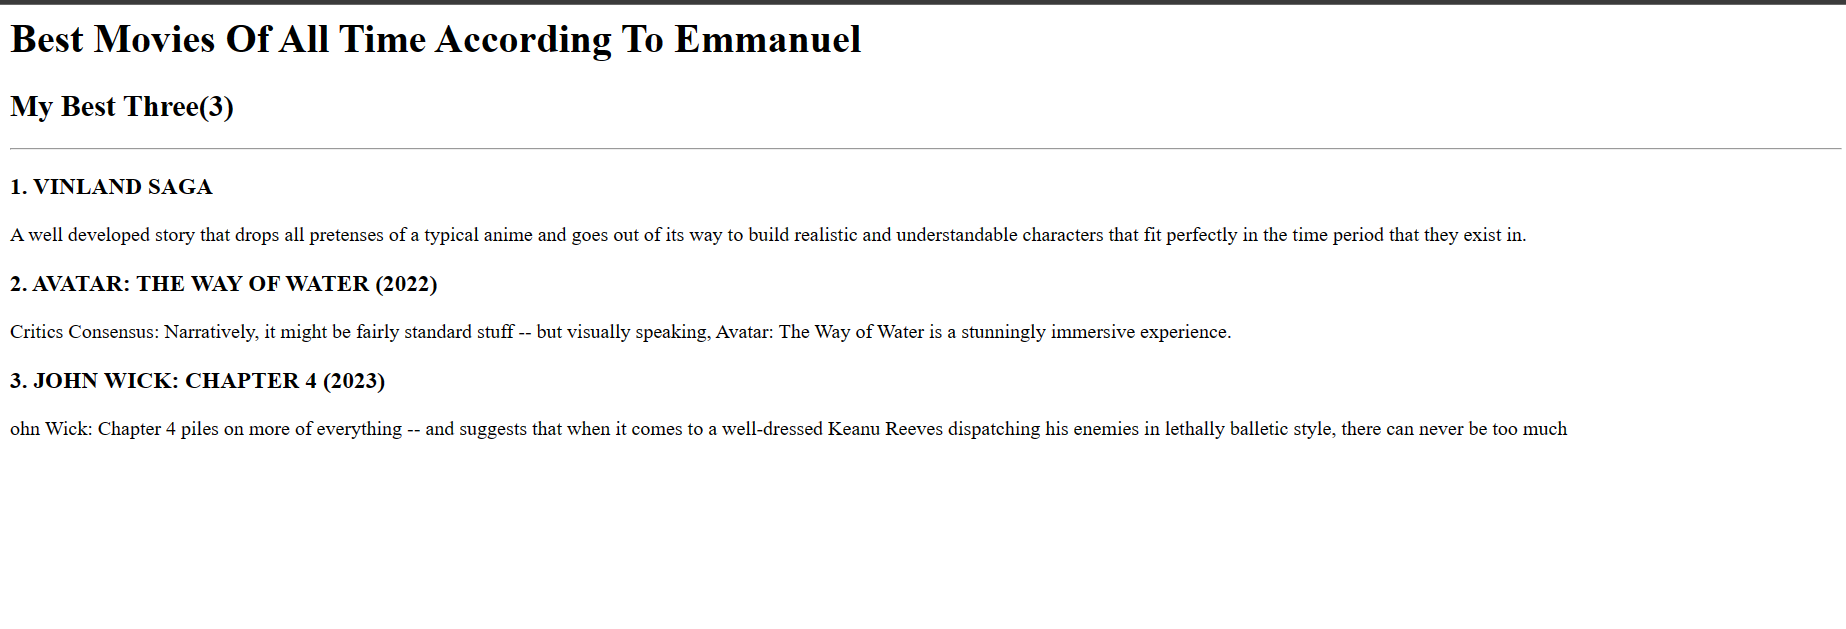 Best Movies Of All Time According To Emmanuel
My Best Three(3)
1. VINLAND SAGA
A well developed story that drops all pretenses of a typical anime and goes out of its way to build realistic and understandable characters that fit perfectly in the time period that they exist in.
2. AVATAR: THE WAY OF WATER (2022)
Critics Consensus: Narratively, it might be fairly standard stuff -- but visually speaking, Avatar: The Way of Water is a stunningly immersive experience.
3. JOHN WICK: CHAPTER 4 (2023)
ohn Wick: Chapter 4 piles on more of everything -- and suggests that when it comes to a well-dressed Keanu Reeves dispatching his enemies in lethally balletic style, there can never be too much